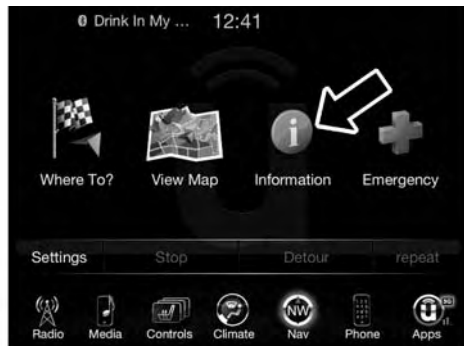 Drink In My ... 12:41
Where To? View Map Information Emergency
Settings Stop Detour repeat
NW
Radio Media Controls Climate Nav Phone Apps